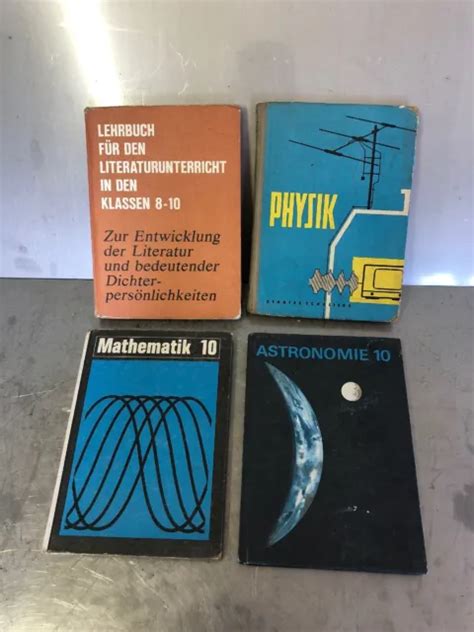 LEHRBUCH
FÜR DEN
LITERATURUNTERRICHT
IN DEN
KLASSEN 8-10
Zur Entwicklung
der Literatur
und bedeutender
Dichter-
persönlichkeiten
PHYSIK
Mathematik 10
ASTRONOMIE 10